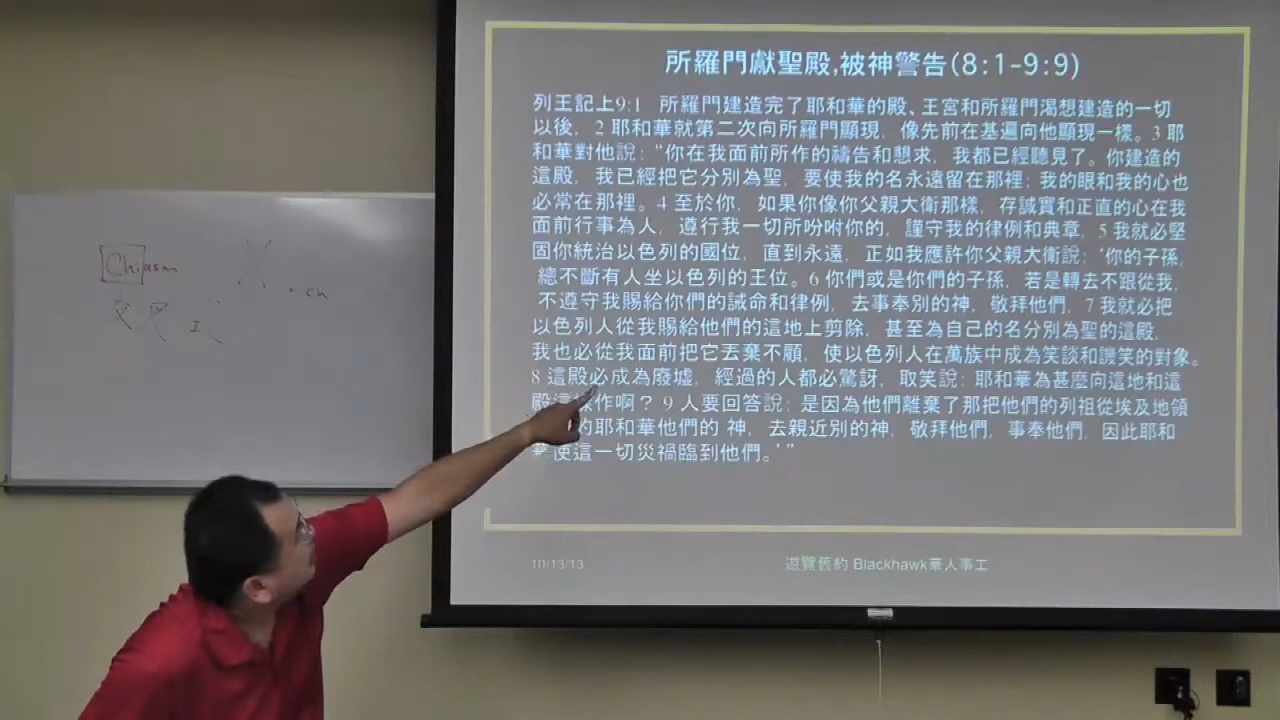 所羅門獻聖殿,被神警告(8:1-9:9)
列王記上9:1 所羅門建造完了耶和華的殿、王宮和所羅門渴想建造的一切
以後, 2 耶和華就第二次向所羅門顯現, 像先前在基遍向他顯現一樣。3 耶
和華對他說: “你在我面前所作的禱告和懇求, 我都已經聽見了。你建造的
這殿, 我已經把它分別為聖, 要使我的名永遠留在那裡; 我的眼和我的心也
必常在那裡。4 至於你, 如果你像你父親大衛那樣, 存誠實和正直的心在我
面前行事為人, 遵行我一切所吩咐你的, 謹守我的律例和典章, 5 我就必堅
固你統治以色列的國位, 直到永遠, 正如我應許你父親大衛說: ‘你的子孫,
總不斷有人坐以色列的王位。6 你們或是你們的子孫, 若是轉去不跟從我,
不遵守我賜給你們的誡命和律例, 去事奉別的神, 敬拜他們, 7 我就必把
以色列人從我賜給他們的這地上剪除, 甚至為自己的名分別為聖的這殿,
我也必從我面前把它丟棄不顧, 使以色列人在萬族中成為笑談和譏笑的對象。
8 這殿必成為廢墟, 經過的人都必驚訝, 取笑說: 耶和華為甚麼向這地和這
殿這樣作啊? 9 人要回答說: 是因為他們離棄了那把他們的列祖從埃及地領
的耶和華他們的 神, 去親近別的神, 敬拜他們, 事奉他們, 因此耶和
使這一切災禍臨到他們。’”
10/13/13
遊覽舊約 Blackhawk華人事工
Chiasm
X